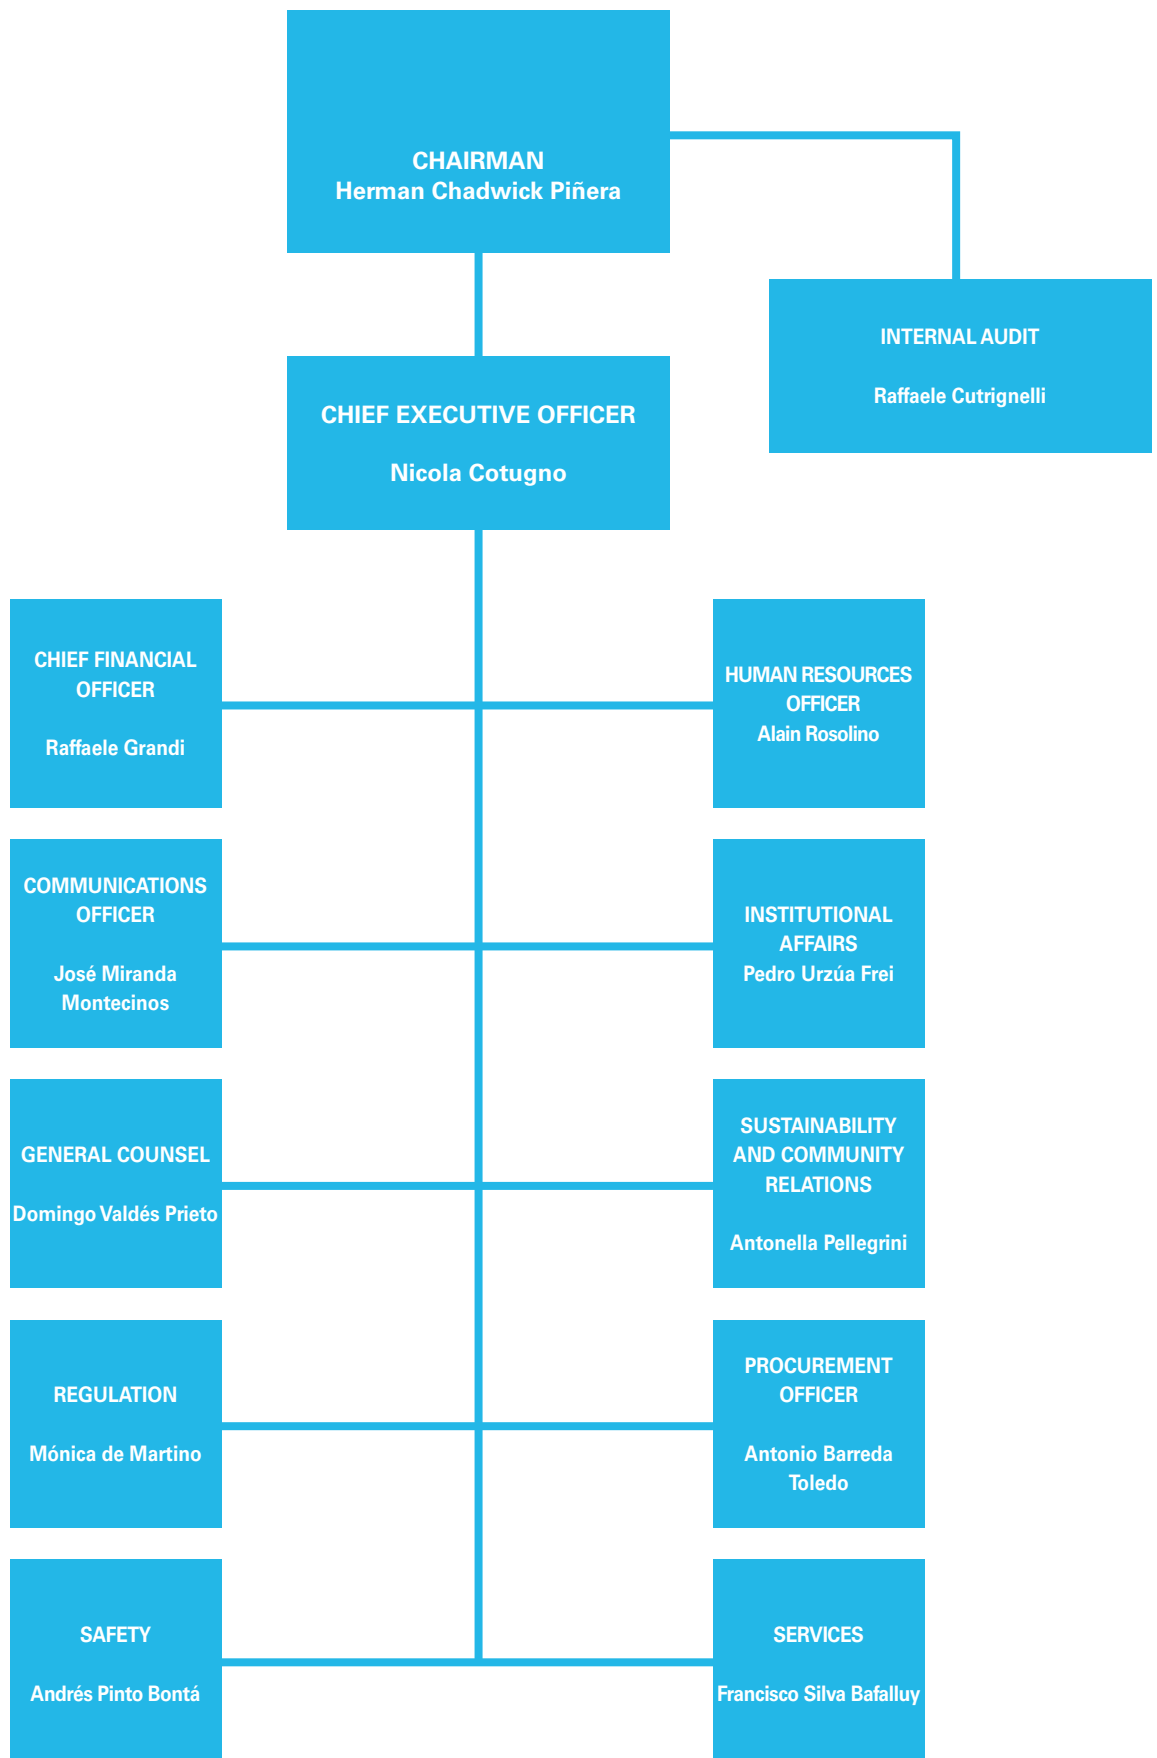 CHAIRMAN
Herman Chadwick Piñera
INTERNAL AUDIT
Raffaele Cutrignelli
CHIEF EXECUTIVE OFFICER
Nicola Cotugno
CHIEF FINANCIAL
OFFICER
Raffaele Grandi
HUMAN RESOURCES
OFFICER
Alain Rosolino
COMMUNICATIONS
OFFICER
José Miranda
Montecinos
INSTITUTIONAL
AFFAIRS
Pedro Urzúa Frei
GENERAL COUNSEL
Domingo Valdés Prieto
SUSTAINABILITY
AND COMMUNITY
RELATIONS
Antonella Pellegrini
REGULATION
Mónica de Martino
PROCUREMENT
OFFICER
Antonio Barreda
Toledo
SAFETY
Andrés Pinto Bontá
SERVICES
Francisco Silva Bafalluy